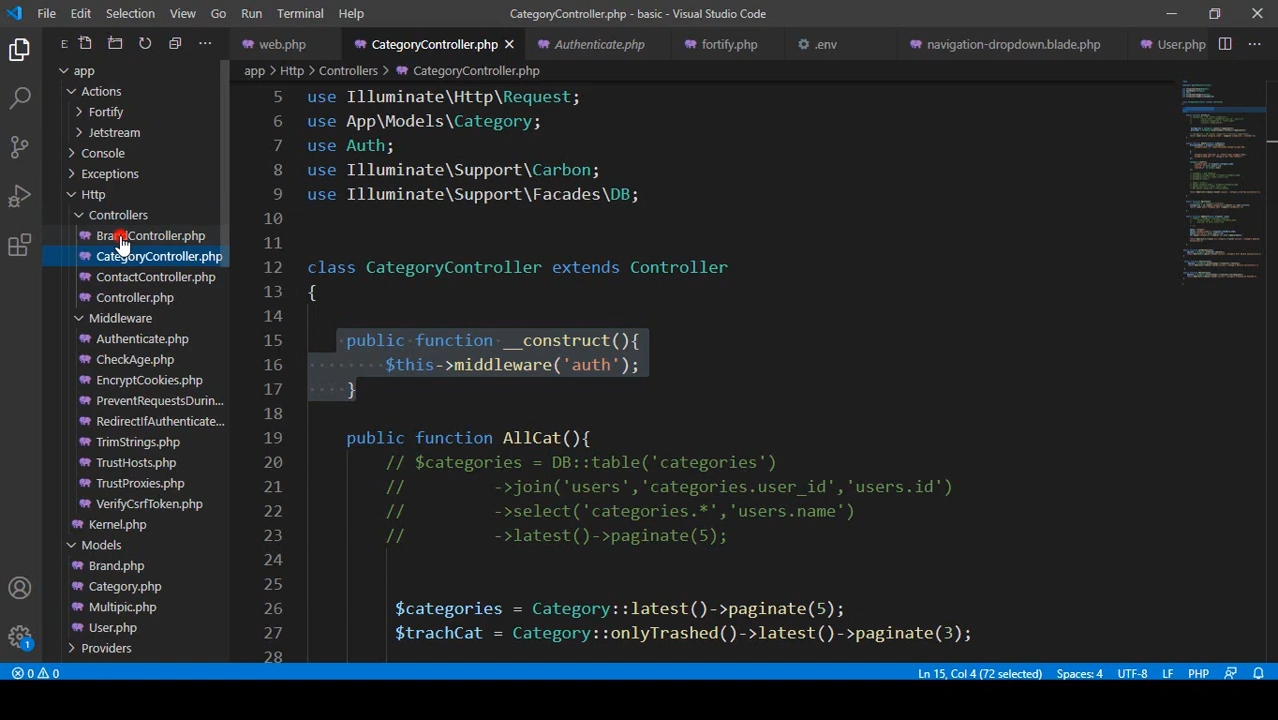 File Edit Selection View Go Run Terminal Help
CategoryController.php - basic - Visual Studio Code
E
web.php
CategoryController.php
Authenticate.php
fortify.php
.env
navigation-dropdown.blade.php
User.php
app > Http > Controllers > CategoryController.php
app
Actions
Fortify
Jetstream
Console
Exceptions
Http
Controllers
CategoryController.php
ContactController.php
Controller.php
Middleware
Authenticate.php
CheckAge.php
EncryptCookies.php
PreventRequestsDurin...
RedirectIfAuthenticate...
TrimStrings.php
TrustHosts.php
TrustProxies.php
VerifyCsrfToken.php
Kernel.php
Models
Brand.php
Category.php
Multipic.php
User.php
Providers
5 use Illuminate\Http\Request;
6 use App\Models\Category;
7 use Auth;
8 use Illuminate\Support\Carbon;
9 use Illuminate\Support\Facades\DB;
10
11
12 class CategoryController extends Controller
13 {
14
15 public function __construct(){
16 $this->middleware('auth');
17 }
18
19 public function AllCat(){
20 // $categories = DB::table('categories')
21 // ->join('users','categories.user_id','users.id')
22 // ->select('categories.*','users.name')
23 // ->latest()->paginate(5);
24
25
26 $categories = Category::latest()->paginate(5);
27 $trachCat = Category::onlyTrashed()->latest()->paginate(3);
28
1
0 0
Ln 15, Col 4 (72 selected)
Spaces: 4
UTF-8
LF
PHP